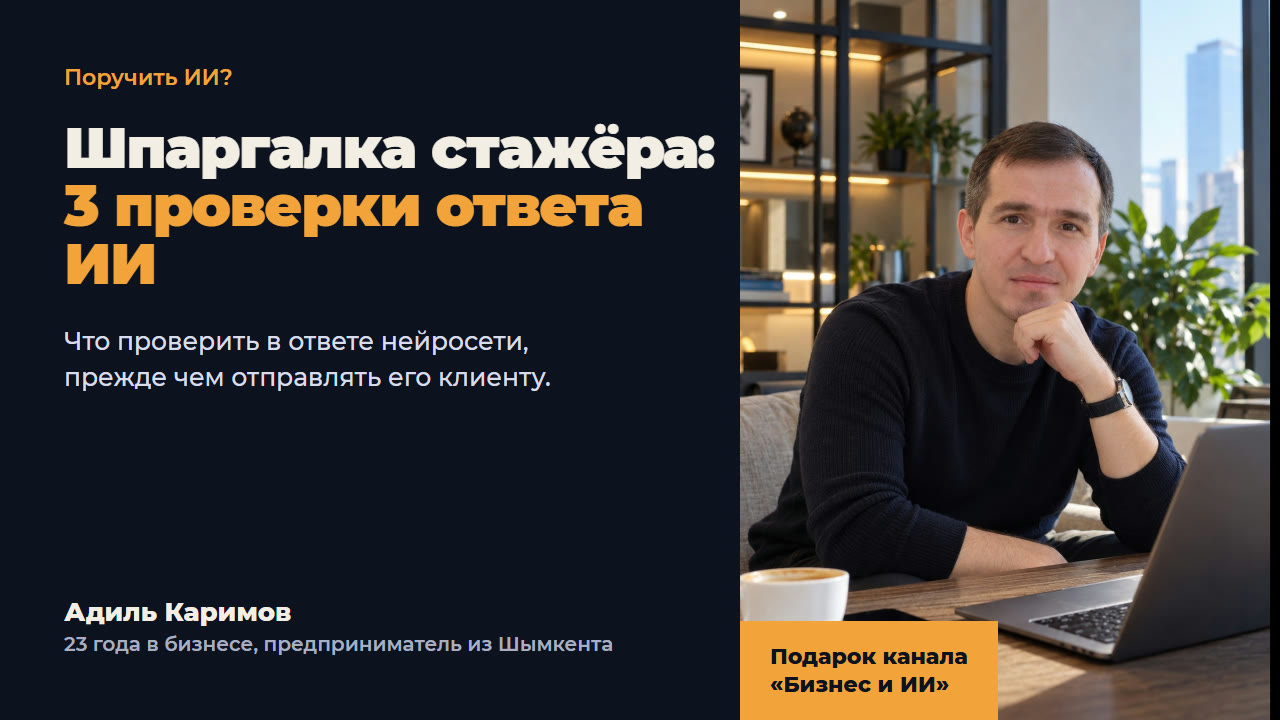 Поручить ИИ?
Шпаргалка стажёра:
3 проверки ответа
ИИ
Что проверить в ответе нейросети,
прежде чем отправлять его клиенту.
Адиль Каримов
23 года в бизнесе, предприниматель из Шымкента
Подарок канала
«Бизнес и ИИ»